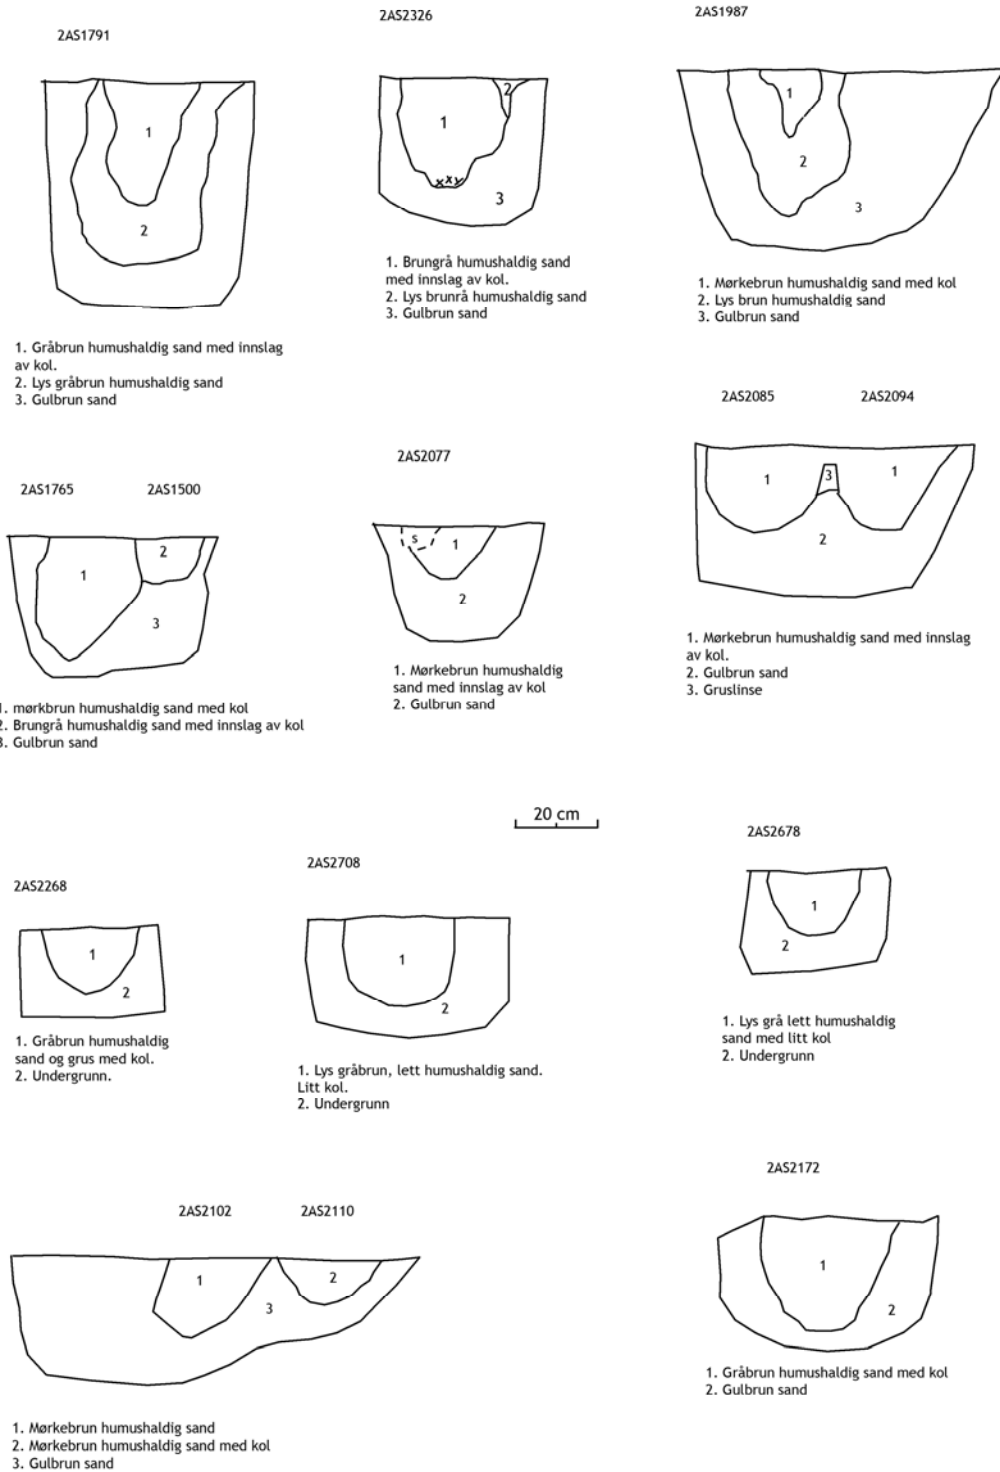 2AS1791
1
2
1. Gråbrun humushaldig sand med innslag
av kol.
2. Lys gråbrun humushaldig sand
3. Gulbrun sand
2AS2326
1
2
xxy
3
1. Brungrå humushaldig sand
med innslag av kol.
2. Lys brunrå humushaldig sand
3. Gulbrun sand
2AS1987
1
2
3
1. Mørkebrun humushaldig sand med kol
2. Lys brun humushaldig sand
3. Gulbrun sand
2AS1765 2AS1500
1
2
3
1. mørkbrun humushaldig sand med kol
2. Brungrå humushaldig sand med innslag av kol
3. Gulbrun sand
2AS2077
s
1
2
1. Mørkebrun humushaldig
sand med innslag av kol
2. Gulbrun sand
2AS2085 2AS2094
1
3
1
2
1. Mørkebrun humushaldig sand med innslag
av kol.
2. Gulbrun sand
3. Gruslinse
20 cm
2AS2268
1
2
1. Gråbrun humushaldig
sand og grus med kol.
2. Undergrunn.
2AS2708
1
2
1. Lys gråbrun, lett humushaldig sand.
Litt kol.
2. Undergrunn
2AS2678
1
2
1. Lys grå lett humushaldig
sand med litt kol
2. Undergrunn
2AS2102 2AS2110
1
2
3
1. Mørkebrun humushaldig sand
2. Mørkebrun humushaldig sand med kol
3. Gulbrun sand
2AS2172
1
2
1. Gråbrun humushaldig sand med kol
2. Gulbrun sand